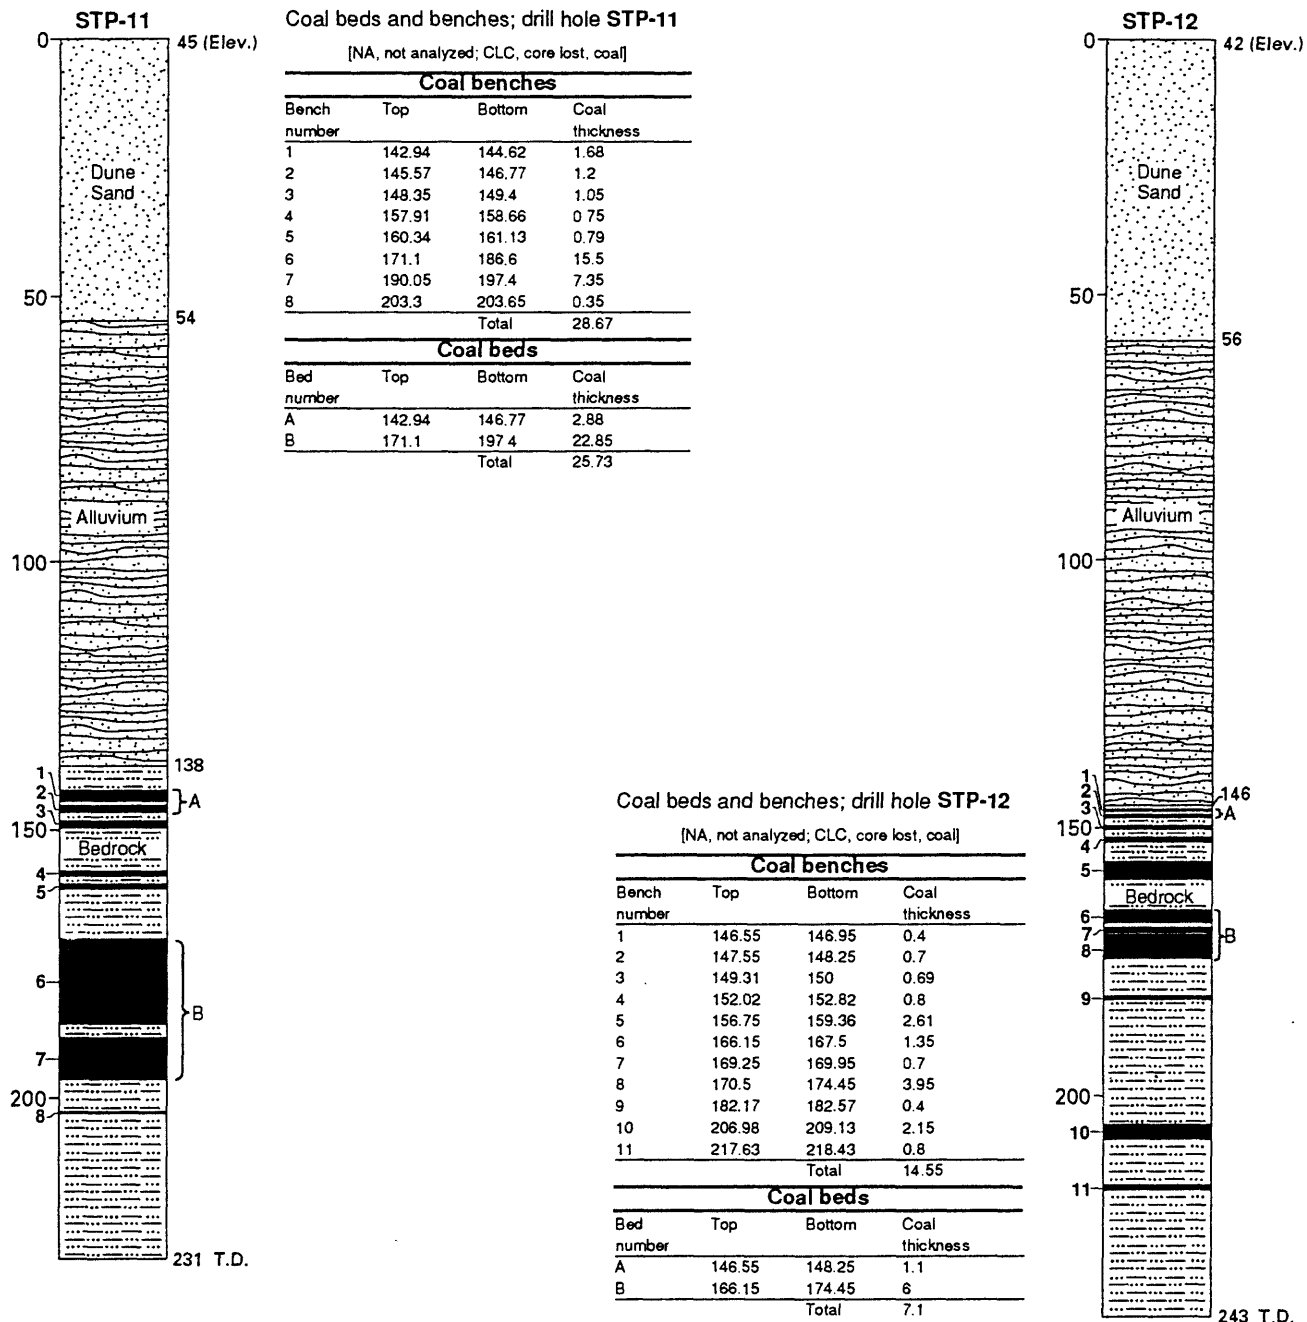 STP-11
0
45 (Elev.)
Dune
Sand
50
54
Alluvium
100
138
1
2
3
A
150
Bedrock
4
5
6
B
7
200
8
231 T.D.
Coal beds and benches; drill hole STP-11
[NA, not analyzed; CLC, core lost, coal]
Coal benches
Bench Top Bottom Coal
number thickness
1 142.94 144.62 1.68
2 145.57 146.77 1.2
3 148.35 149.4 1.05
4 157.91 158.66 0 75
5 160.34 161.13 0.79
6 171.1 186.6 15.5
7 190.05 197.4 7.35
8 203.3 203.65 0.35
Total 28.67
Coal beds
Bed Top Bottom Coal
number thickness
A 142.94 146.77 2.88
B 171.1 197 4 22.85
Total 25.73
Coal beds and benches; drill hole STP-12
[NA, not analyzed; CLC, core lost, coal]
Coal benches
Bench Top Bottom Coal
number thickness
1 146.55 146.95 0.4
2 147.55 148.25 0.7
3 149.31 150 0.69
4 152.02 152.82 0.8
5 156.75 159.36 2.61
6 166.15 167.5 1.35
7 169.25 169.95 0.7
8 170.5 174.45 3.95
9 182.17 182.57 0.4
10 206.98 209.13 2.15
11 217.63 218.43 0.8
Total 14.55
Coal beds
Bed Top Bottom Coal
number thickness
A 146.55 148.25 1.1
B 166.15 174.45 6
Total 7.1
STP-12
0
42 (Elev.)
Dune
Sand
50
56
Alluvium
100
1
2
3
146
A
150
4
5
Bedrock
6
7
B
8
9
200
10
11
243 T.D.